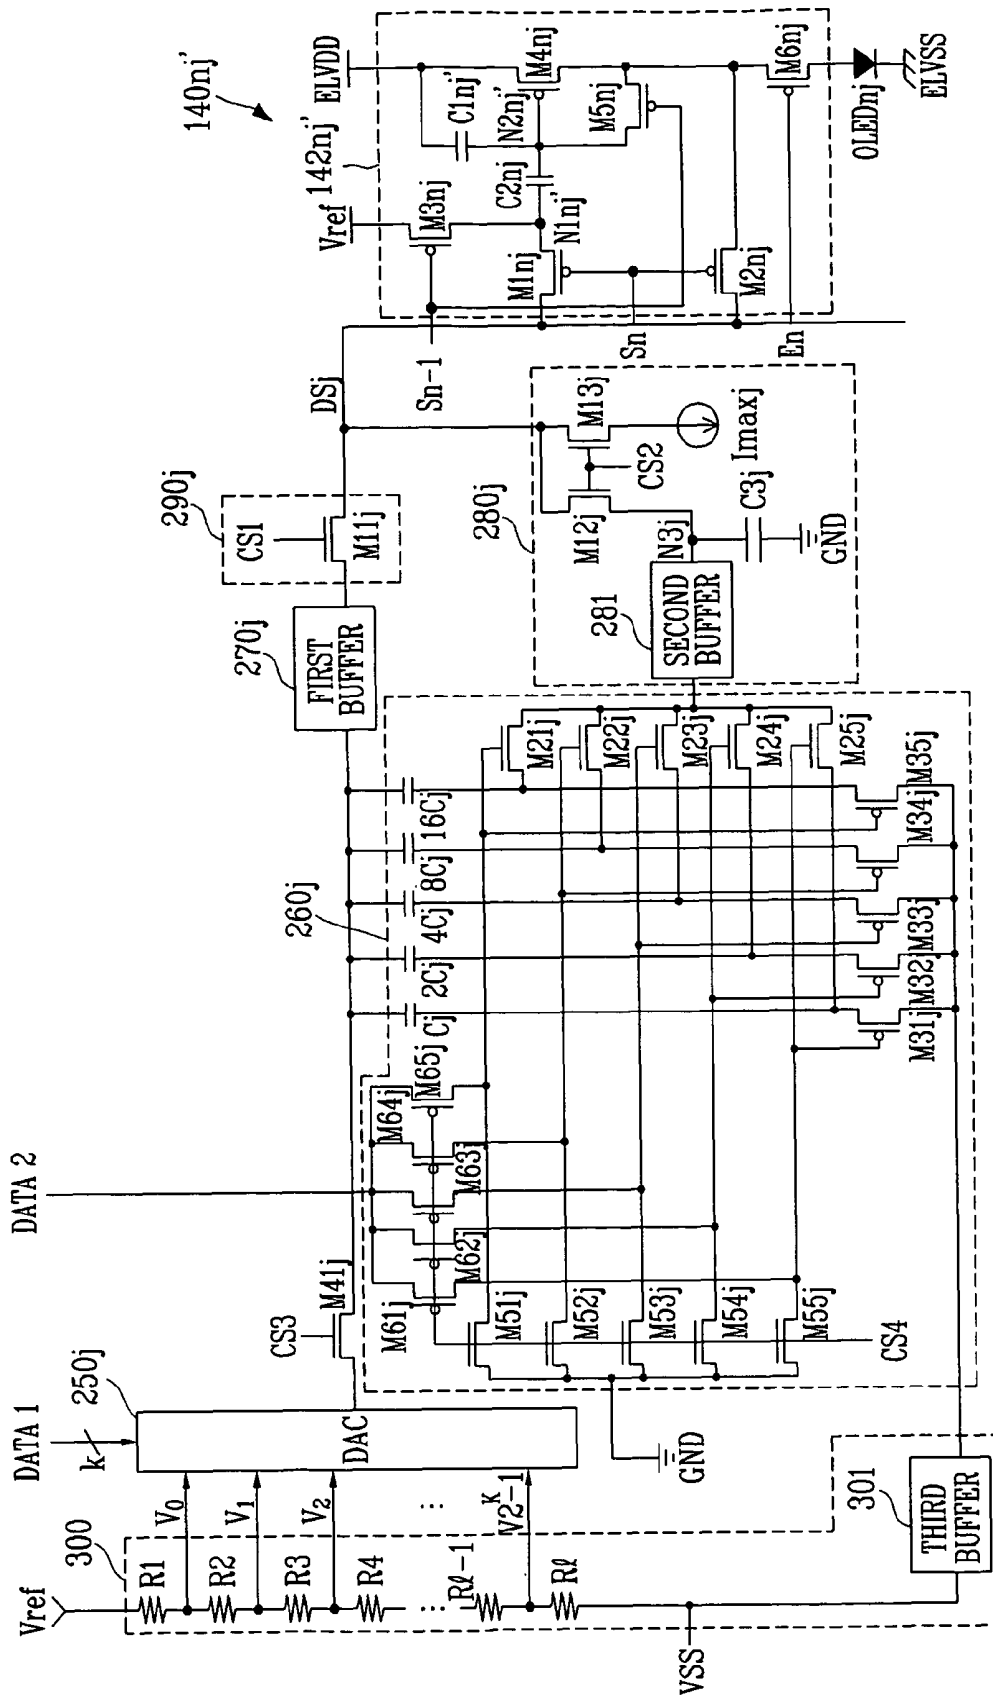 140nj'
142nj'
ELVDD
Vref
C1nj'
N2nj'
M4nj
M3nj
C2nj
M5nj
M1nj
N1nj'
M2nj
M6nj
OLEDnj
ELVSS
Sn-1
Sn
En
DSj
290j
CS1
M11j
280j
M13j
CS2
Imaxj
M12j
N3j
C3j
GND
281
SECOND
BUFFER
270j
FIRST
BUFFER
260j
16Cj
8Cj
4Cj
2Cj
Cj
M21j
M22j
M23j
M24j
M25j
M35j
M34j
M33j
M32j
M31j
M65j
M64j
M63j
M62j
M61j
M51j
M52j
M53j
M54j
M55j
CS4
DATA 2
M41j
CS3
250j
DATA 1
k
DAC
GND
V0
V1
V2
...
V2K-1
300
Vref
R1
R2
R3
R4
...
Rℓ-1
Rℓ
VSS
301
THIRD
BUFFER